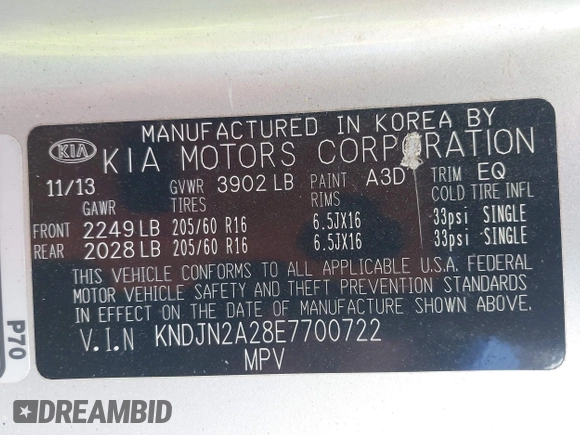 MANUFACTURED IN KOREA BY
KIA KIA MOTORS CORPORATION
11/13 GVWR 3902 LB PAINT A3D TRIM EQ
GAWR TIRES RIMS COLD TIRE INFL
FRONT 2249 LB 205/60 R16 6.5JX16 33psi SINGLE
REAR 2028 LB 205/60 R16 6.5JX16 33psi SINGLE
THIS VEHICLE CONFORMS TO ALL APPLICABLE U.S.A. FEDERAL
MOTOR VEHICLE SAFETY AND THEFT PREVENTION STANDARDS
IN EFFECT ON THE DATE OF MANUFACTURE SHOWN ABOVE.
V.I.N KNDJN2A28E7700722
MPV
P70
DREAMBID